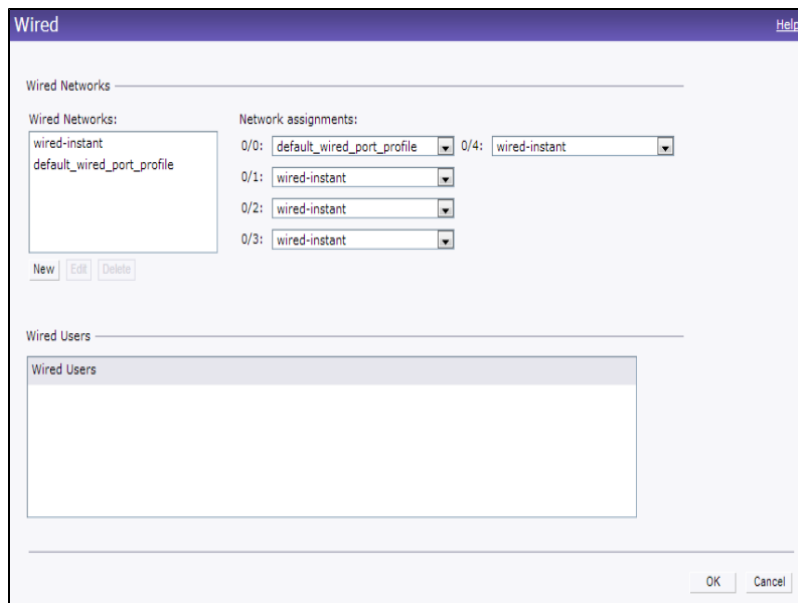 Wired
Help
Wired Networks
Wired Networks:
wired-instant
default_wired_port_profile
New Edit Delete
Network assignments:
0/0: default_wired_port_profile 0/4: wired-instant
0/1: wired-instant
0/2: wired-instant
0/3: wired-instant
Wired Users
Wired Users
OK Cancel